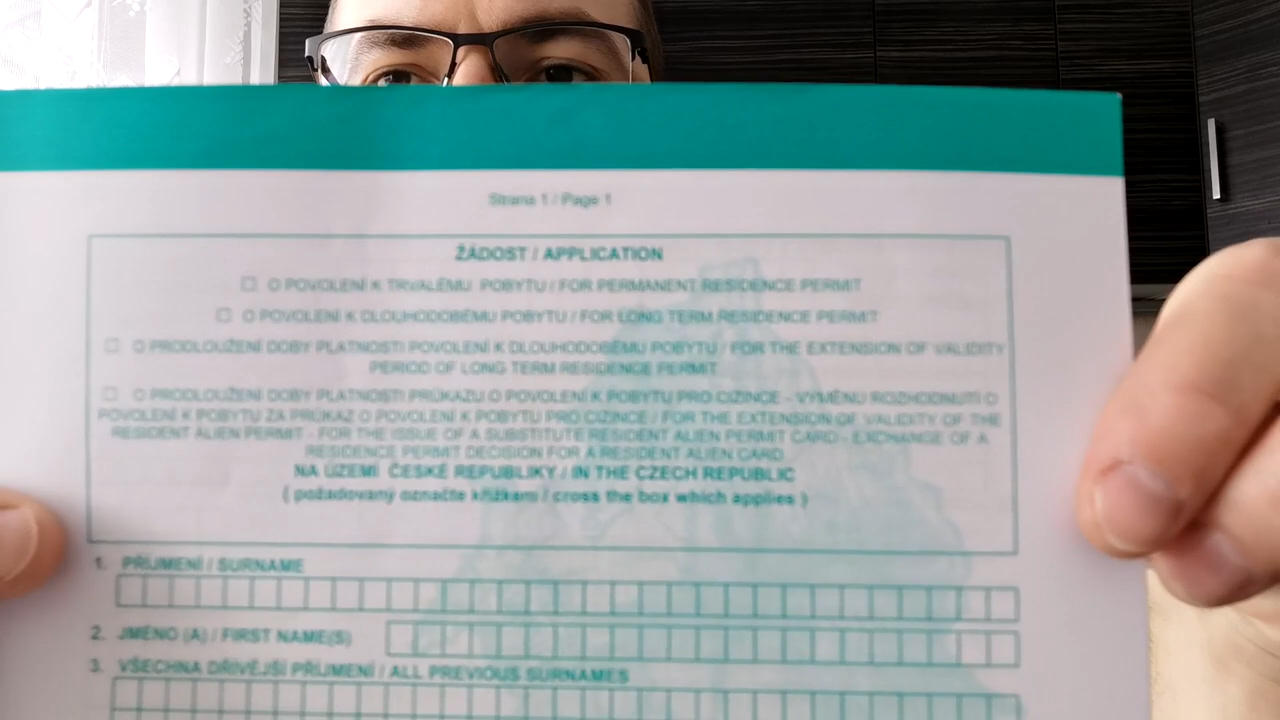 Strana 1 / Page 1
ŽÁDOST / APPLICATION
☐ O POVOLENÍ K TRVALÉMU POBYTU / FOR PERMANENT RESIDENCE PERMIT
☐ O POVOLENÍ K DLOUHODOBÉMU POBYTU / FOR LONG TERM RESIDENCE PERMIT
☐ O PRODLOUŽENÍ DOBY PLATNOSTI POVOLENÍ K DLOUHODOBÉMU POBYTU / FOR THE EXTENSION OF VALIDITY
PERIOD OF LONG TERM RESIDENCE PERMIT
☐ O PRODLOUŽENÍ DOBY PLATNOSTI PRŮKAZU O POVOLENÍ K POBYTU PRO CIZINCE - VÝMĚNU ROZHODNUTÍ O
POVOLENÍ K POBYTU ZA PRŮKAZ O POVOLENÍ K POBYTU PRO CIZINCE / FOR THE EXTENSION OF VALIDITY OF THE
RESIDENT ALIEN PERMIT - FOR THE ISSUE OF A SUBSTITUTE RESIDENT ALIEN PERMIT CARD - EXCHANGE OF A
RESIDENCE PERMIT DECISION FOR A RESIDENT ALIEN CARD
NA ÚZEMÍ ČESKÉ REPUBLIKY / IN THE CZECH REPUBLIC
( požadovaný označte křížkem / cross the box which applies )
1. PŘÍJMENÍ / SURNAME
2. JMÉNO (A) / FIRST NAME(S)
3. VŠECHNA DŘÍVĚJŠÍ PŘÍJMENÍ / ALL PREVIOUS SURNAMES